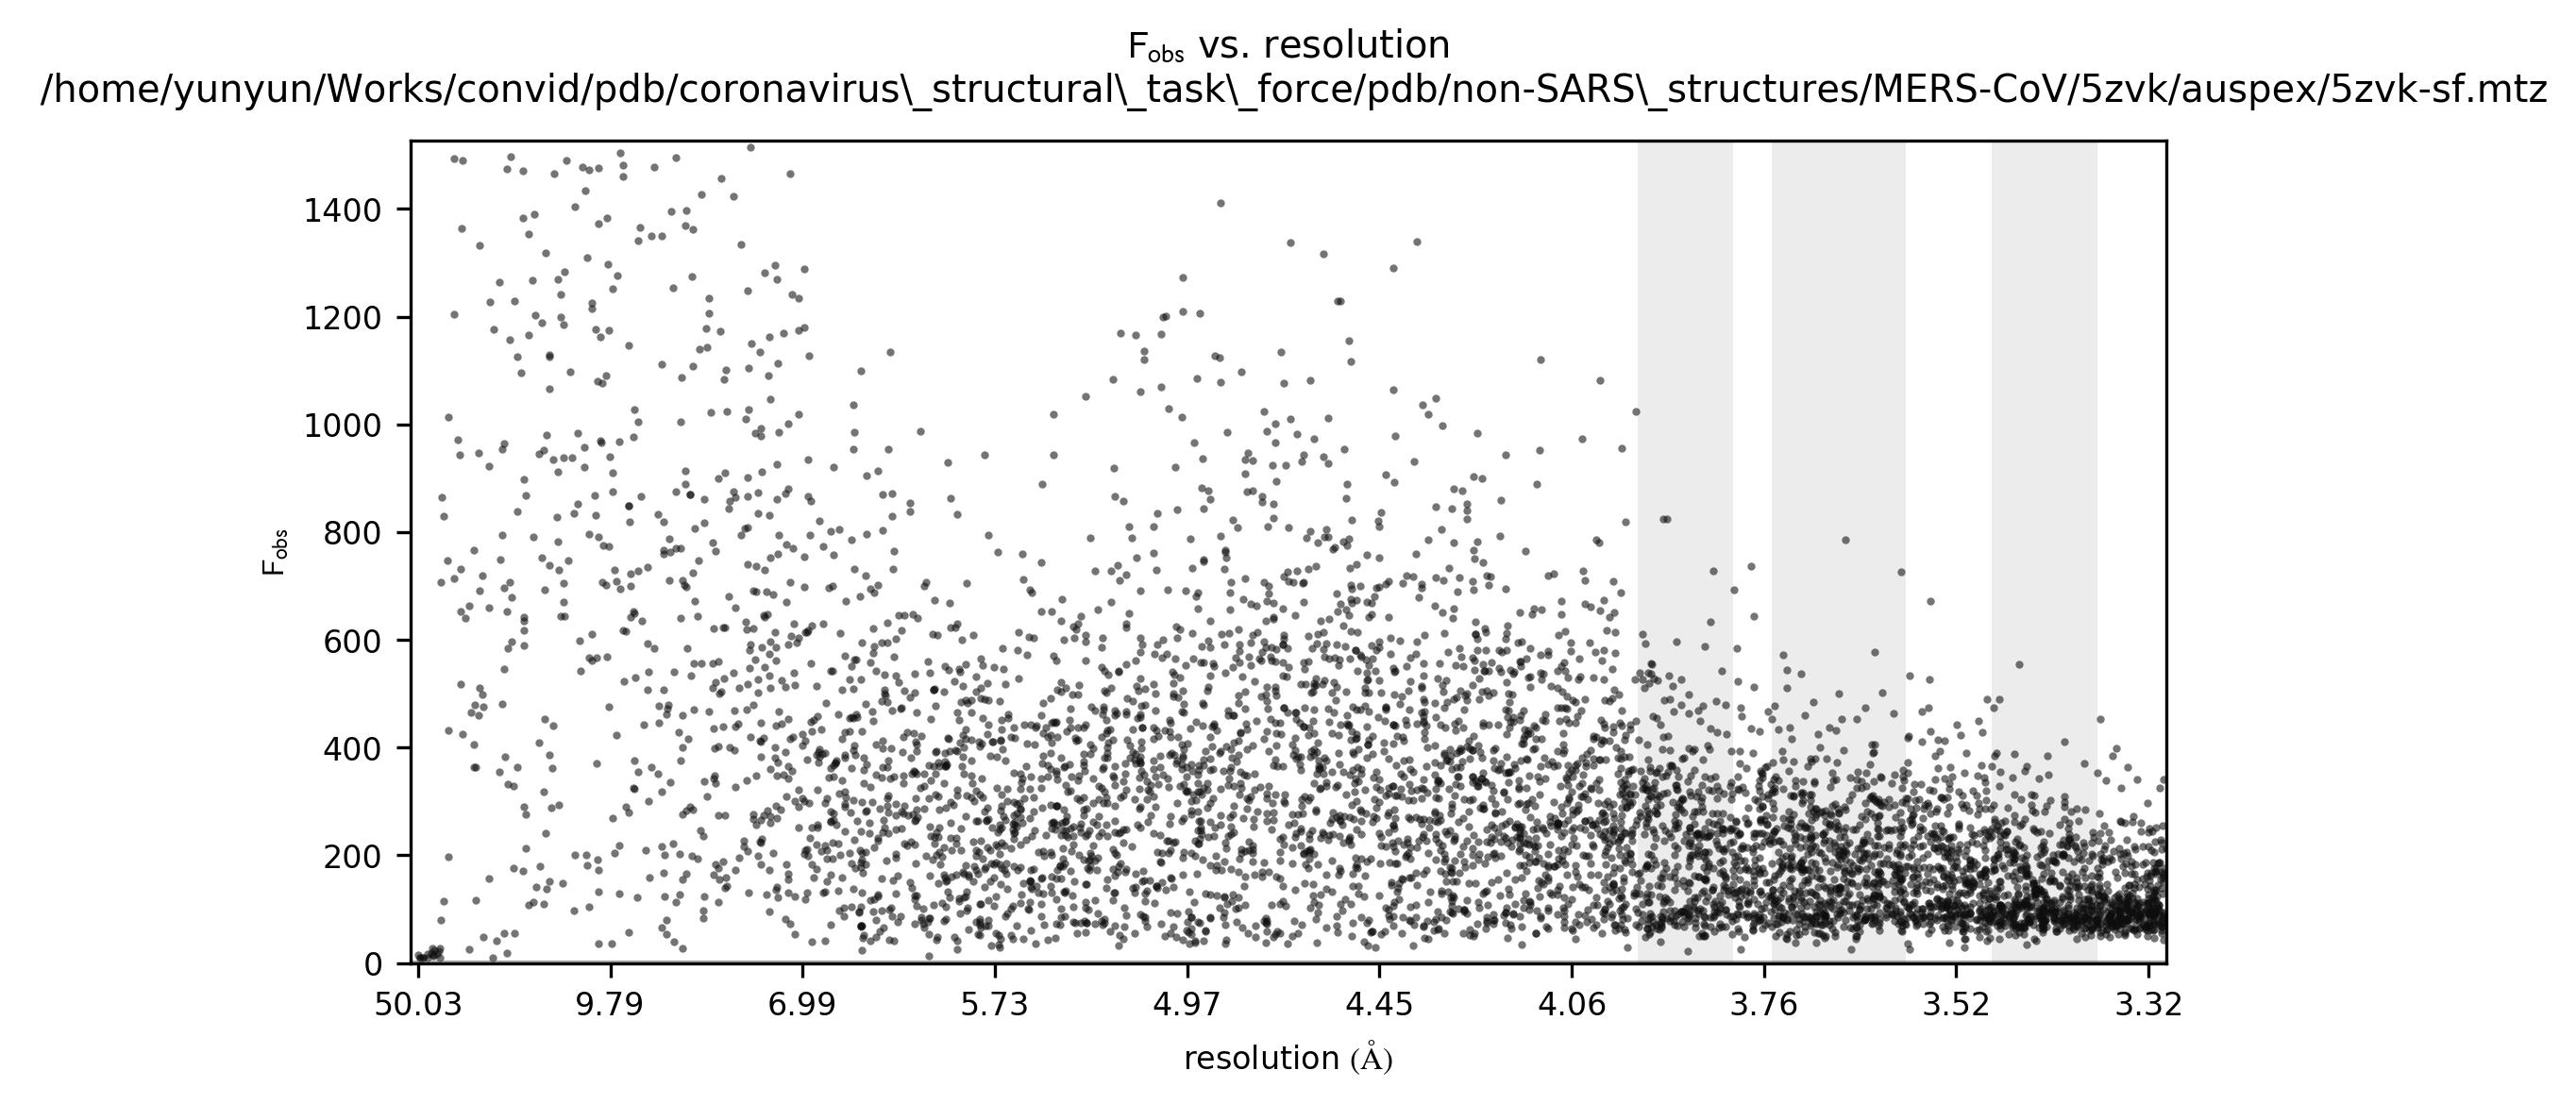 F_obs vs. resolution
/home/yunyun/Works/convid/pdb/coronavirus\_structural\_task\_force/pdb/non-SARS\_structures/MERS-CoV/5zvk/auspex/5zvk-sf.mtz
F_obs
1400
1200
1000
800
600
400
200
0
50.03 9.79 6.99 5.73 4.97 4.45 4.06 3.76 3.52 3.32
resolution (Å)